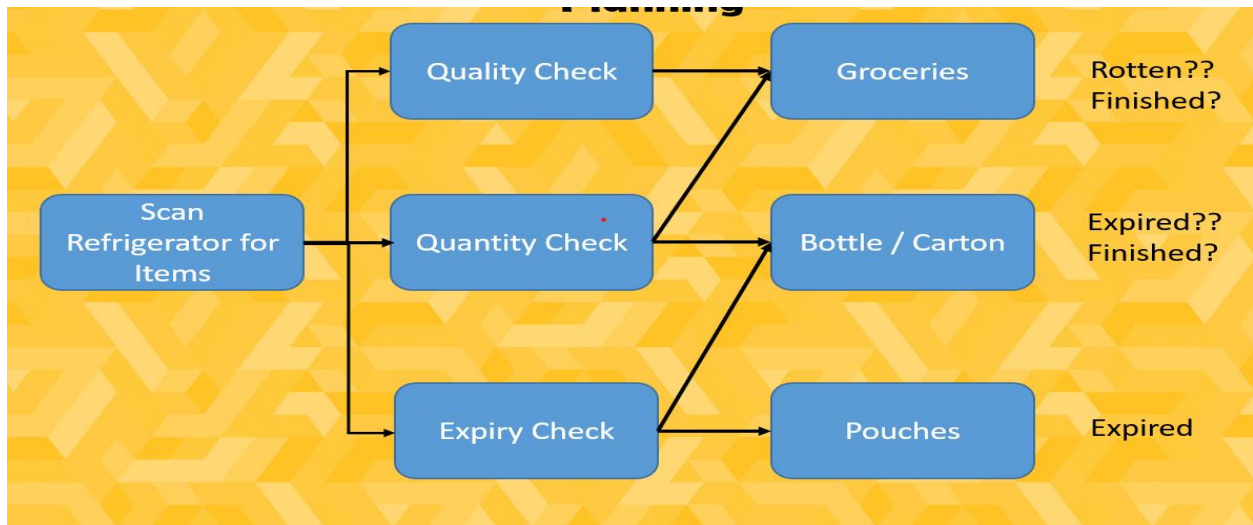 Planning
Quality Check
Groceries
Rotten??
Finished?
Scan
Refrigerator for
Items
Quantity Check
Bottle / Carton
Expired??
Finished?
Expiry Check
Pouches
Expired